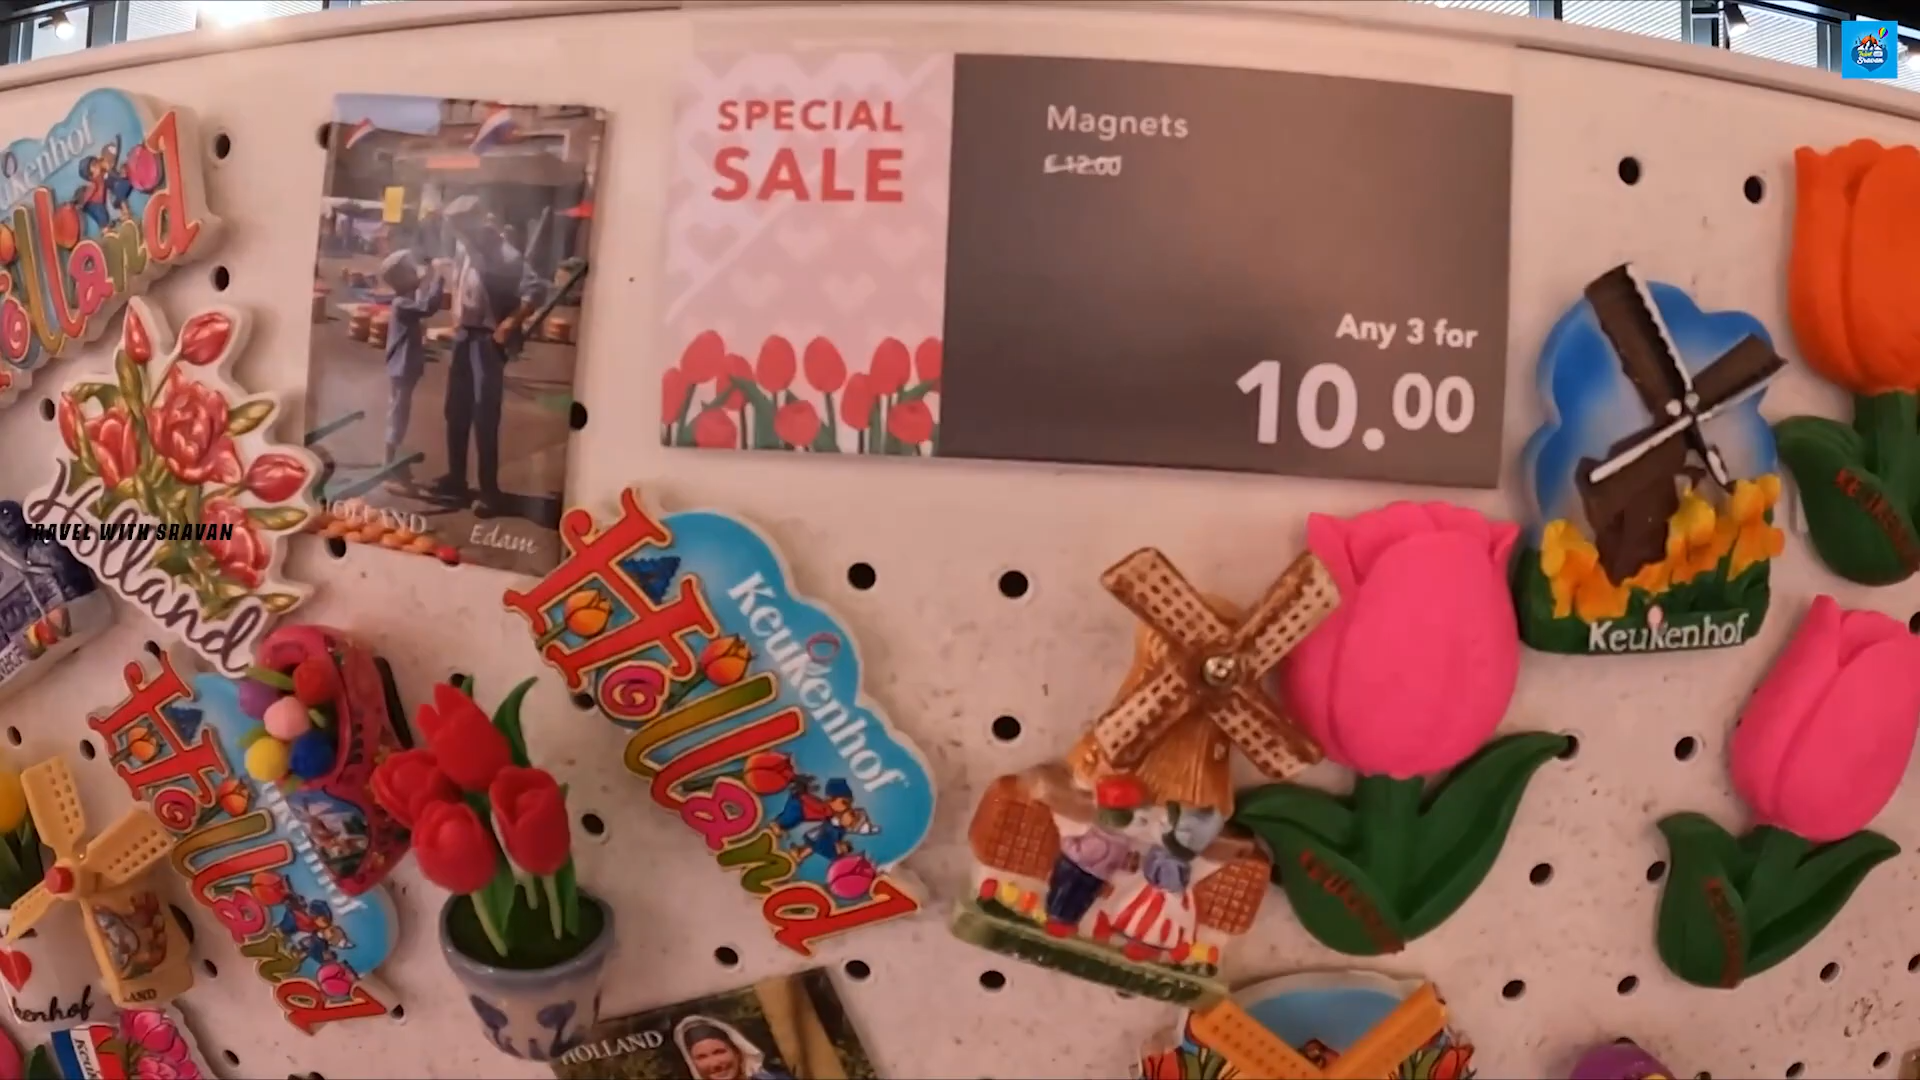 SPECIAL
SALE
Magnets
£ 12.00
Any 3 for
10.00
Holland
Holland
TRAVEL WITH SRAVAN
HOLLAND
Edam
Holland
Keukenhof
Keukenhof
Holland
HOLLAND
Sravan